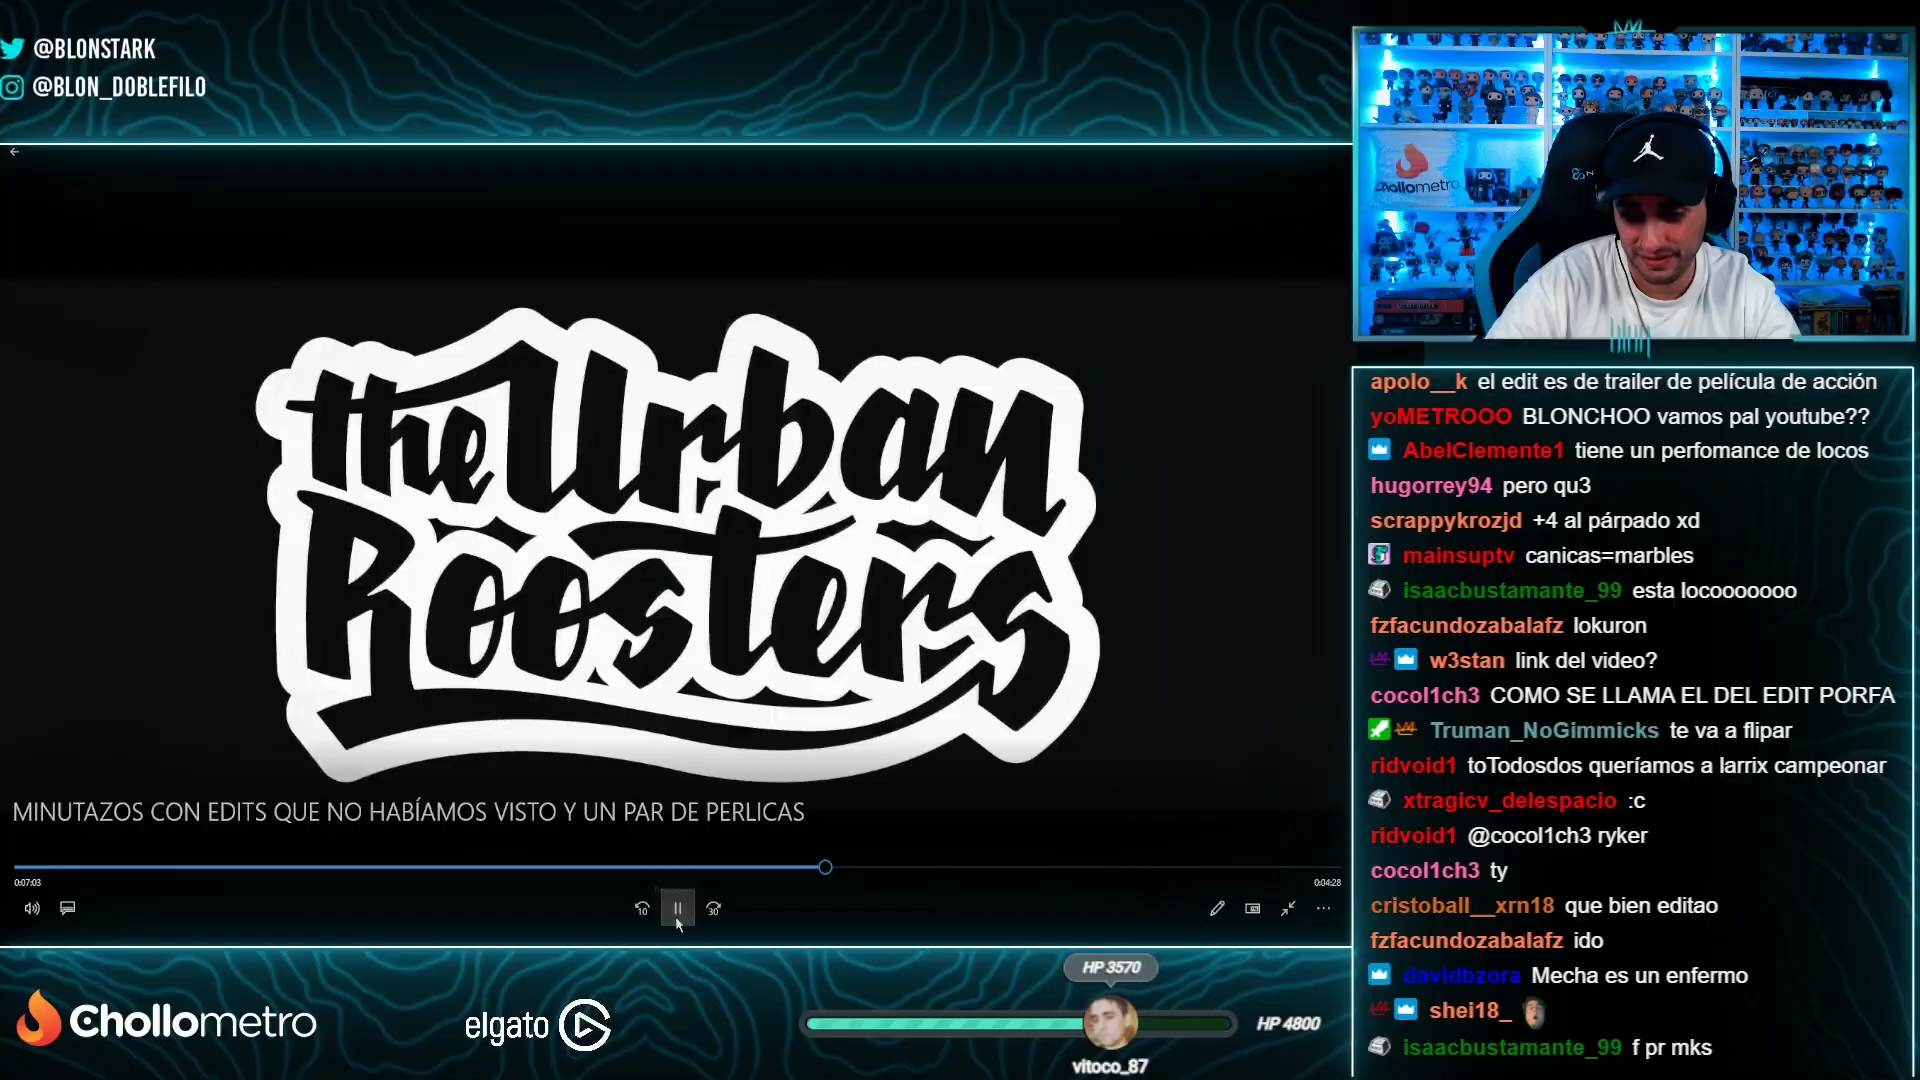 @BLONSTARK
@BLON_DOBLEFILO
the Urban
Roosters
MINUTAZOS CON EDITS QUE NO HABÍAMOS VISTO Y UN PAR DE PERLICAS
0:07:03
0:04:28
10
30
Chollometro
elgato
HP 3570
HP 4800
vitoco_87
Chollometro
apolo__k el edit es de trailer de película de acción
yoMETROOO BLONCHOO vamos pal youtube??
AbelClemente1 tiene un perfomance de locos
hugorrey94 pero qu3
scrappykrozjd +4 al párpado xd
mainsuptv canicas=marbles
isaacbustamante_99 esta locooooooo
fzfacundozabalafz lokuron
w3stan link del video?
cocol1ch3 COMO SE LLAMA EL DEL EDIT PORFA
Truman_NoGimmicks te va a flipar
ridvoid1 toTodosdos queríamos a larrix campeonar
xtragicv_delespacio :c
ridvoid1 @cocol1ch3 ryker
cocol1ch3 ty
cristoball__xrn18 que bien editao
fzfacundozabalafz ido
davidbzora Mecha es un enfermo
shei18_
isaacbustamante_99 f pr mks